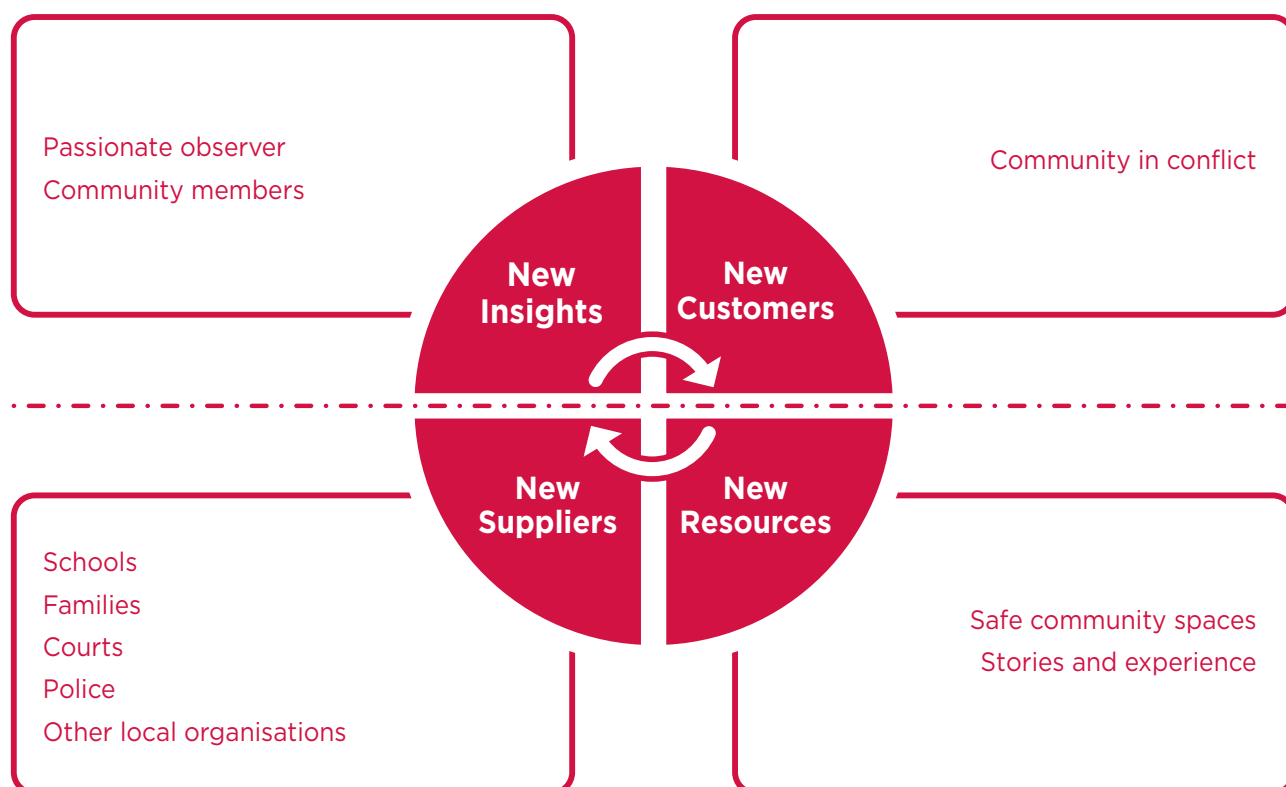 Passionate observer
Community members
Community in conflict
New
Insights
New
Customers
New
Suppliers
New
Resources
Schools
Families
Courts
Police
Other local organisations
Safe community spaces
Stories and experience